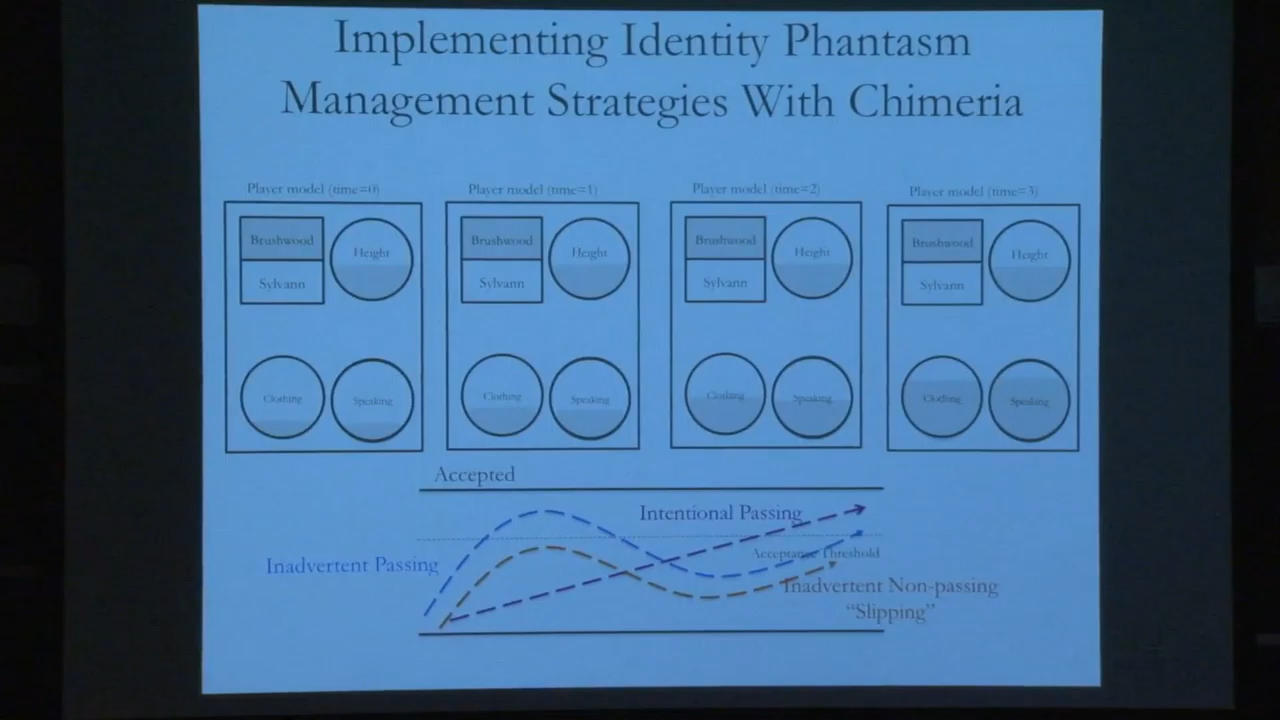 Implementing Identity Phantasm
Management Strategies With Chimeria
Player model (time=0)
Brushwood
Height
Sylvann
Clothing
Speaking
Player model (time=1)
Brushwood
Height
Sylvann
Clothing
Speaking
Player model (time=2)
Brushwood
Height
Sylvann
Clothing
Speaking
Player model (time=3)
Brushwood
Height
Sylvann
Clothing
Speaking
Accepted
Intentional Passing
Acceptance Threshold
Inadvertent Passing
Inadvertent Non-passing
“Slipping”